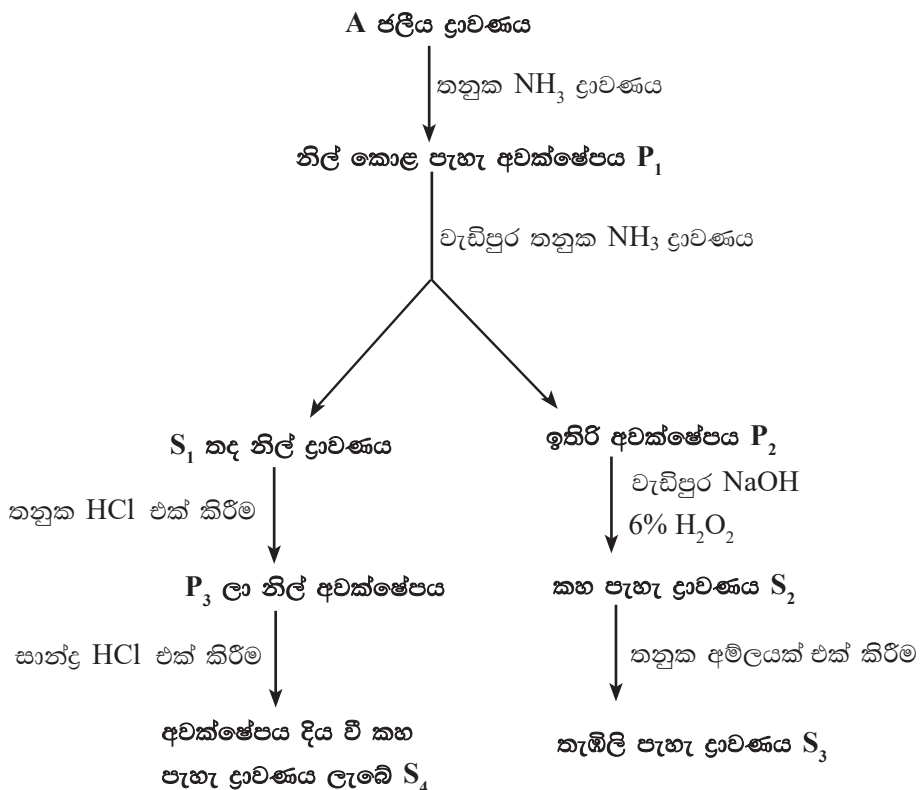 A ජලීය ද්‍රාවණය
තනුක NH₃ ද්‍රාවණය
නිල් කොළ පැහැ අවක්ෂේපය P₁
වැඩිපුර තනුක NH₃ ද්‍රාවණය
S₁ තද නිල් ද්‍රාවණය
ඉතිරි අවක්ෂේපය P₂
තනුක HCl එක් කිරීම
වැඩිපුර NaOH
6% H₂O₂
P₃ ලා නිල් අවක්ෂේපය
කහ පැහැ ද්‍රාවණය S₂
සාන්ද්‍ර HCl එක් කිරීම
තනුක අම්ලයක් එක් කිරීම
අවක්ෂේපය දිය වී කහ
පැහැ ද්‍රාවණය ලැබේ S₄
තැඹිලි පැහැ ද්‍රාවණය S₃